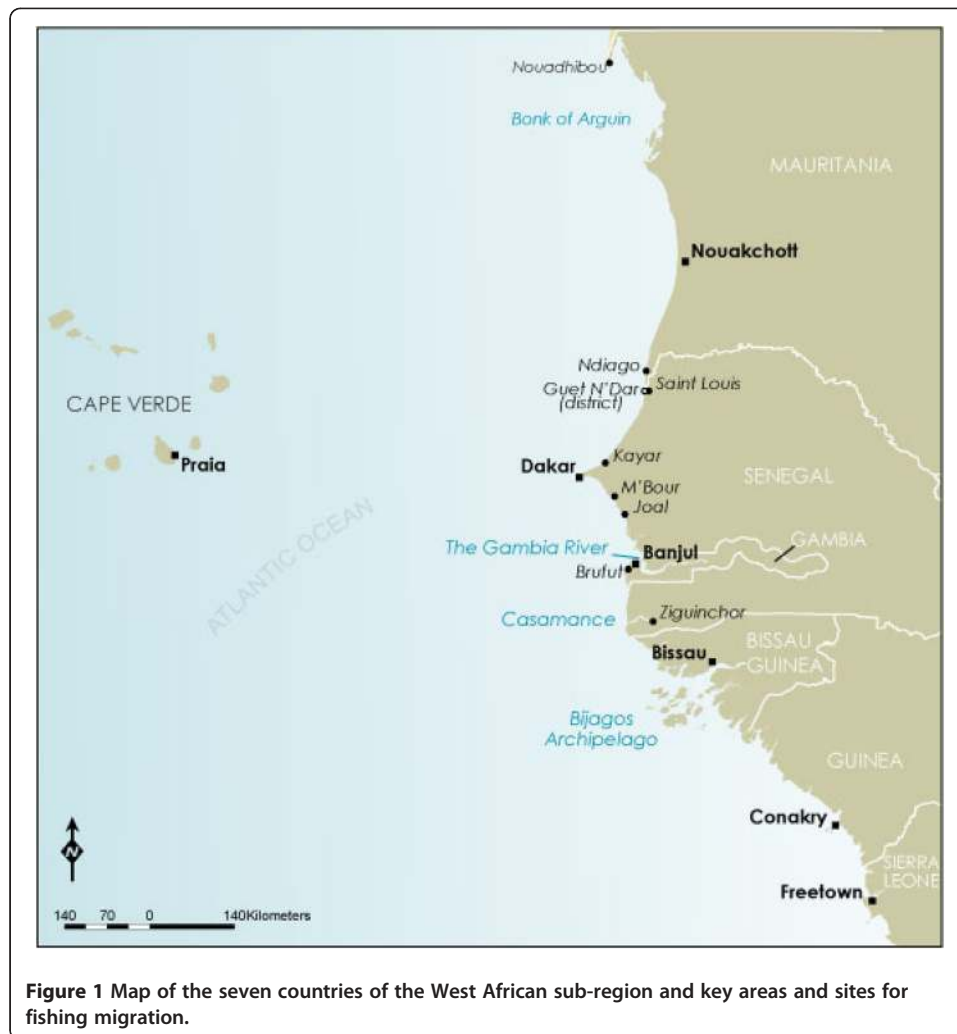 Nouadhibou
Bonk of Arguin
MAURITANIA
Nouakchott
Ndiago
Guet N'Dar
(district)
Saint Louis
CAPE VERDE
Praia
Kayar
Dakar
M'Bour
Joal
SENEGAL
ATLANTIC OCEAN
The Gambia River
Banjul
GAMBIA
Brufut
Casamance
Ziguinchor
Bissau
BISSAU
GUINEA
Bijagos
Archipelago
GUINEA
Conakry
SIERRA
LEONE
Freetown
N
140 70 0 140Kilometers
Figure 1 Map of the seven countries of the West African sub-region and key areas and sites for
fishing migration.